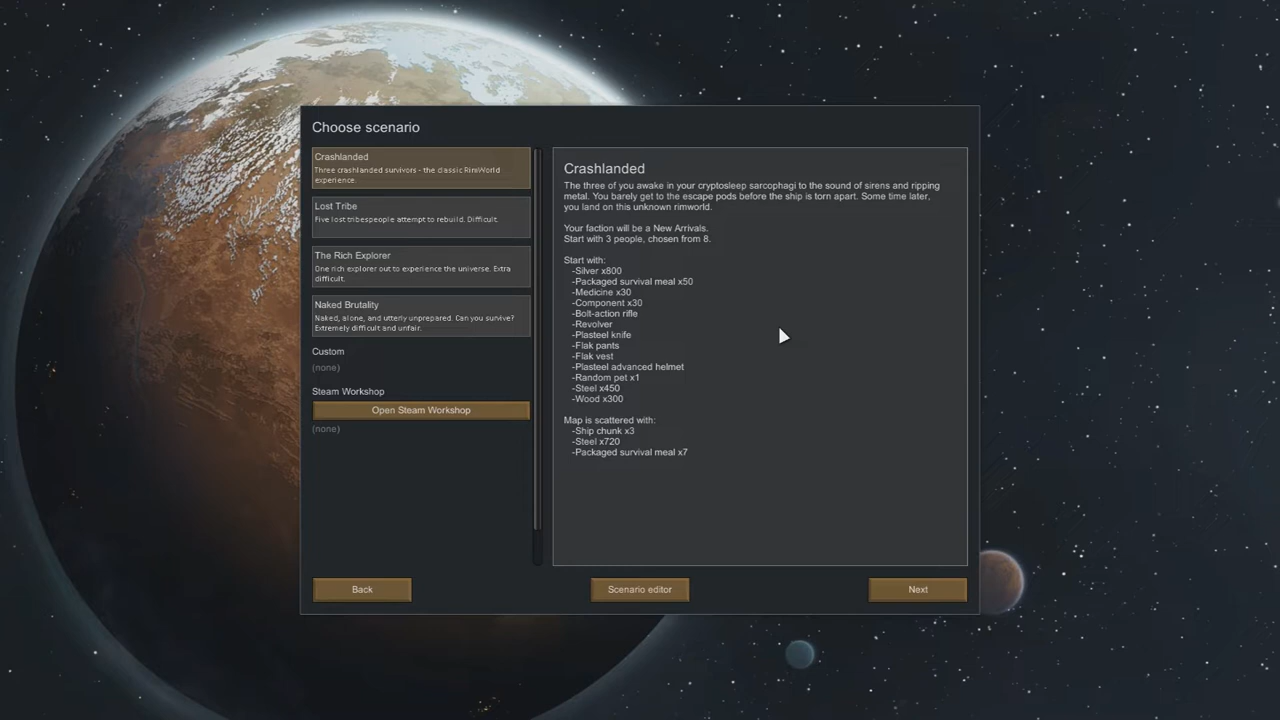 Choose scenario
Crashlanded
Three crashlanded survivors - the classic RimWorld
experience.
Lost Tribe
Five lost tribespeople attempt to rebuild. Difficult.
The Rich Explorer
One rich explorer out to experience the universe. Extra
difficult.
Naked Brutality
Naked, alone, and utterly unprepared. Can you survive?
Extremely difficult and unfair.
Custom
(none)
Steam Workshop
Open Steam Workshop
(none)
Crashlanded
The three of you awake in your cryptosleep sarcophagi to the sound of sirens and ripping
metal. You barely get to the escape pods before the ship is torn apart. Some time later,
you land on this unknown rimworld.
Your faction will be a New Arrivals.
Start with 3 people, chosen from 8.
Start with:
-Silver x800
-Packaged survival meal x50
-Medicine x30
-Component x30
-Bolt-action rifle
-Revolver
-Plasteel knife
-Flak pants
-Flak vest
-Plasteel advanced helmet
-Random pet x1
-Steel x450
-Wood x300
Map is scattered with:
-Ship chunk x3
-Steel x720
-Packaged survival meal x7
Back
Scenario editor
Next